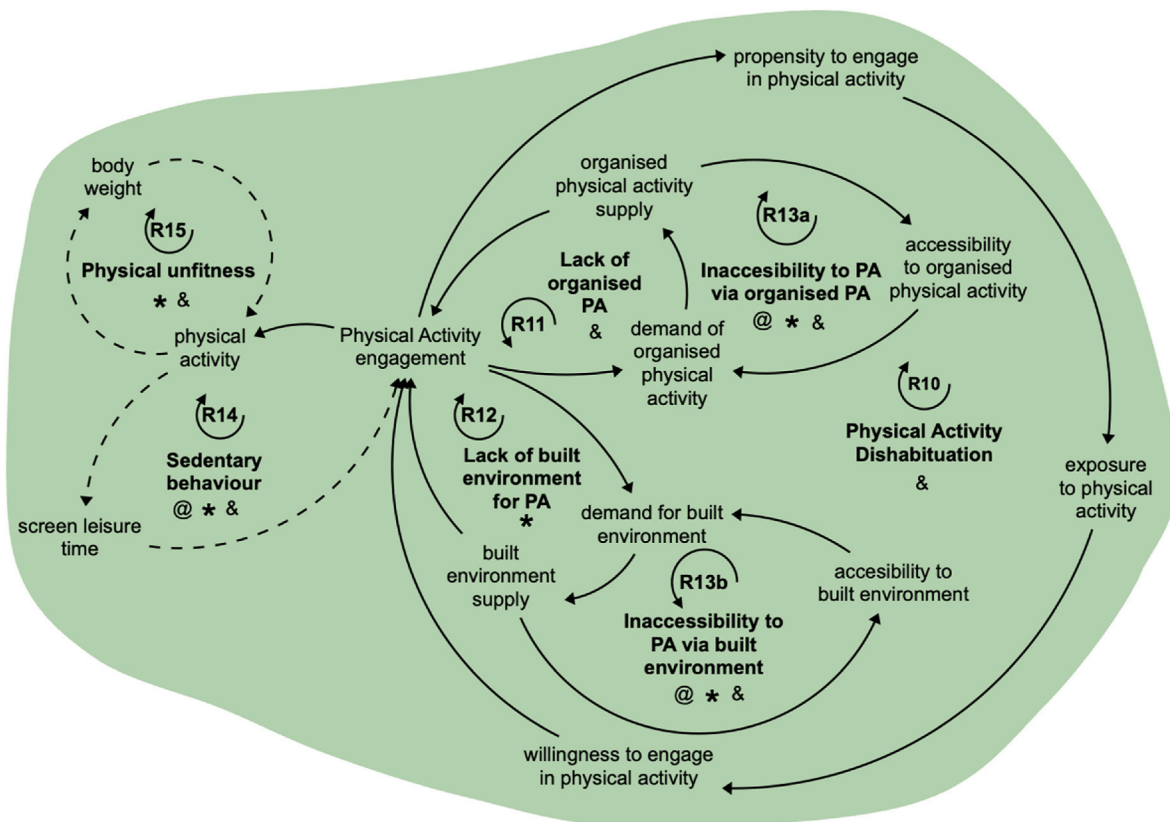 propensity to engage
in physical activity
body
weight
R15
Physical unfitness
* &
organised
physical activity
supply
R13a
Inaccesibility to PA
via organised PA
@ * &
accessibility
to organised
physical activity
Lack of
organised
PA
&
R11
demand of
organised
physical
activity
physical
activity
Physical Activity
engagement
R10
Physical Activity
Dishabituation
&
R14
Sedentary
behaviour
@ * &
R12
Lack of built
environment
for PA
*
screen leisure
time
demand for built
environment
exposure
to physical
activity
built
environment
supply
R13b
Inaccessibility to
PA via built
environment
@ * &
accesibility to
built environment
willingness to engage
in physical activity